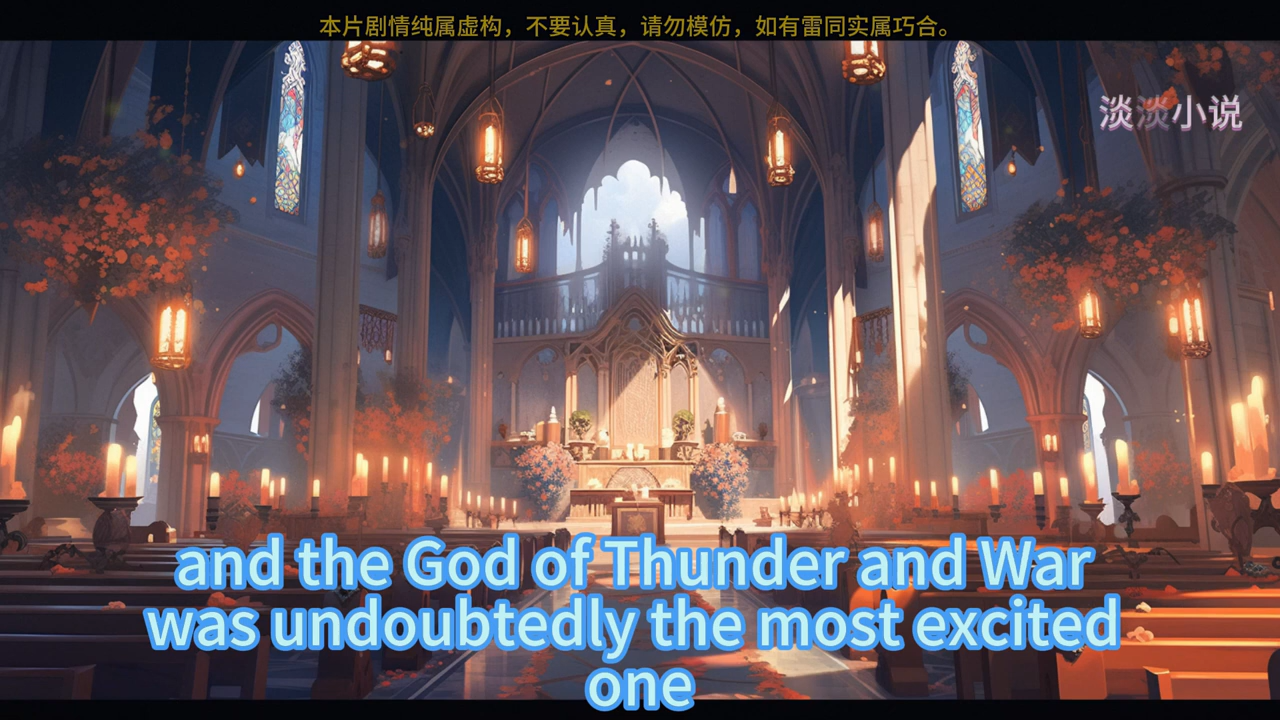 本片剧情纯属虚构，不要认真，请勿模仿，如有雷同实属巧合。
淡淡小说
and the God of Thunder and War
was undoubtedly the most excited
one